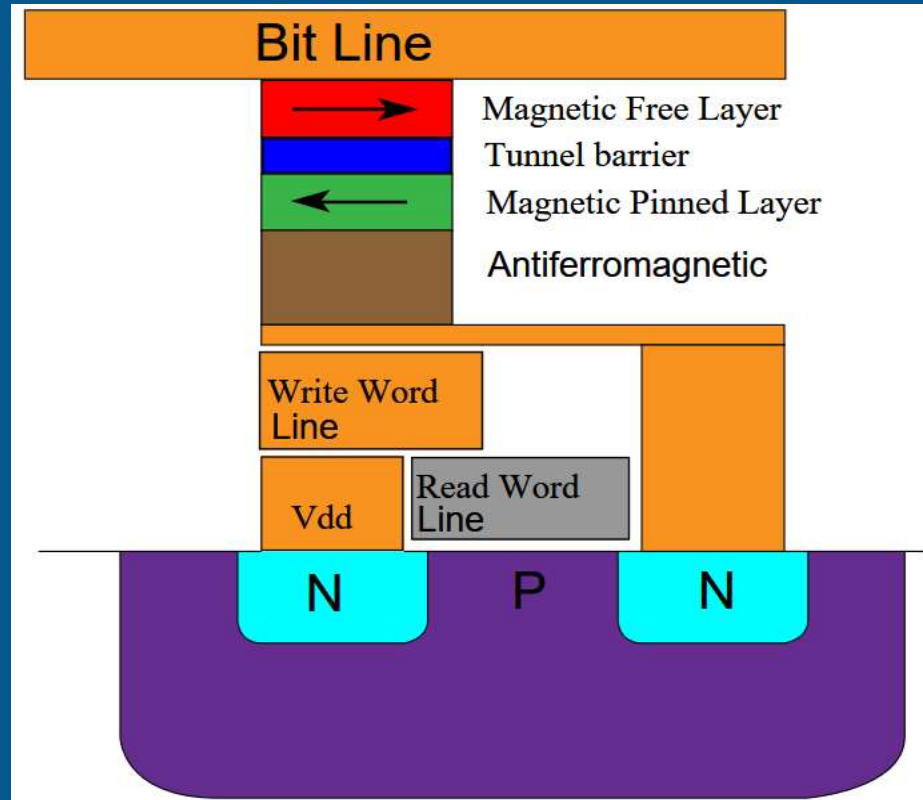 Bit Line
Magnetic Free Layer
Tunnel barrier
Magnetic Pinned Layer
Antiferromagnetic
Write Word
Line
Read Word
Line
Vdd
N
P
N